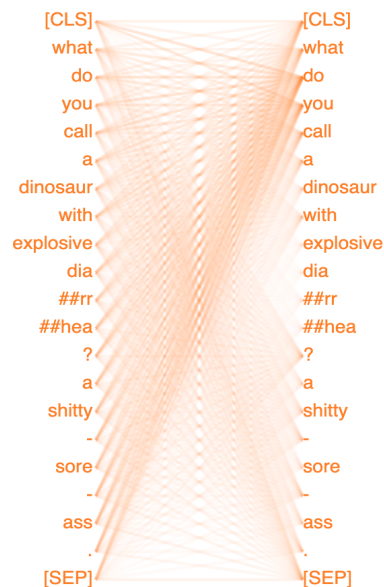 [CLS] [CLS]
what what
do do
you you
call call
a a
dinosaur dinosaur
with with
explosive explosive
dia dia
##rr ##rr
##hea ##hea
? ?
a a
shitty shitty
- -
sore sore
- -
ass ass
. .
[SEP] [SEP]